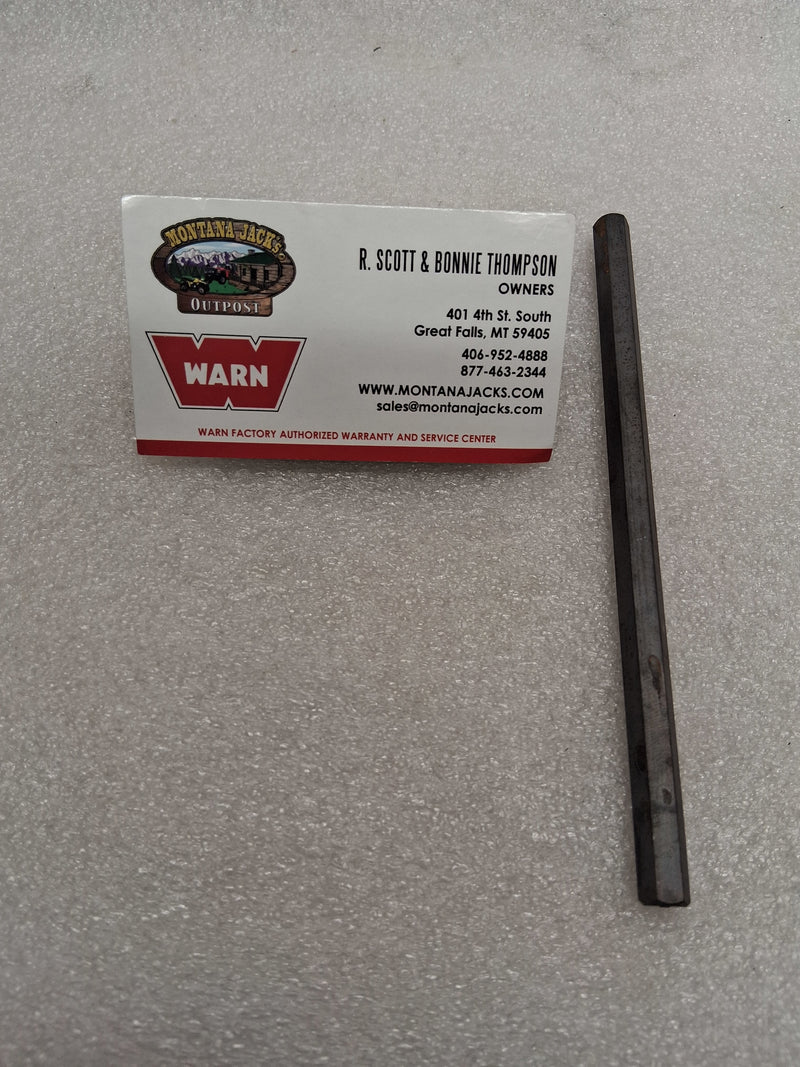 MONTANA JACK'S
OUTPOST
WARN
R. SCOTT & BONNIE THOMPSON
OWNERS
401 4th St. South
Great Falls, MT 59405
406-952-4888
877-463-2344
WWW.MONTANAJACKS.COM
sales@montanajacks.com
WARN FACTORY AUTHORIZED WARRANTY AND SERVICE CENTER